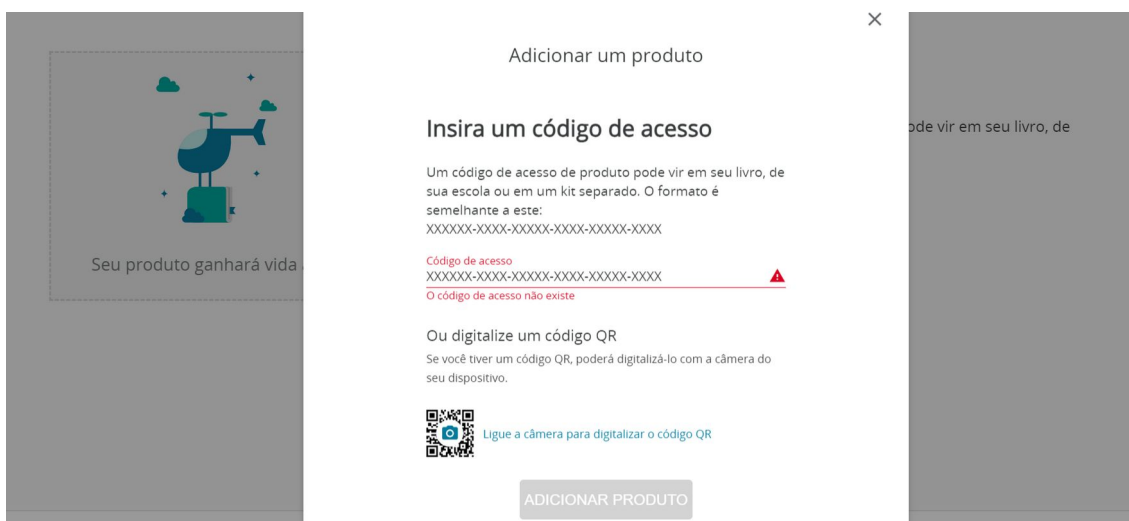 Adicionar um produto
Insira um código de acesso
Um código de acesso de produto pode vir em seu livro, de
sua escola ou em um kit separado. O formato é
semelhante a este:
XXXXXX-XXXX-XXXXX-XXXX-XXXXX-XXXX
Código de acesso
XXXXXX-XXXX-XXXXX-XXXX-XXXXX-XXXX
O código de acesso não existe
Ou digitalize um código QR
Se você tiver um código QR, poderá digitalizá-lo com a câmera do
seu dispositivo.
Ligue a câmera para digitalizar o código QR
ADICIONAR PRODUTO
Seu produto ganhará vida
ode vir em seu livro, de